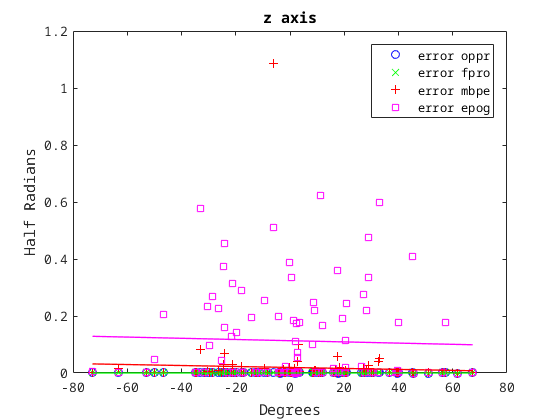 z axis
1.2
1
0.8
0.6
0.4
0.2
0
Half Radians
error oppr
error fpro
error mbpe
error epog
-80 -60 -40 -20 0 20 40 60 80
Degrees